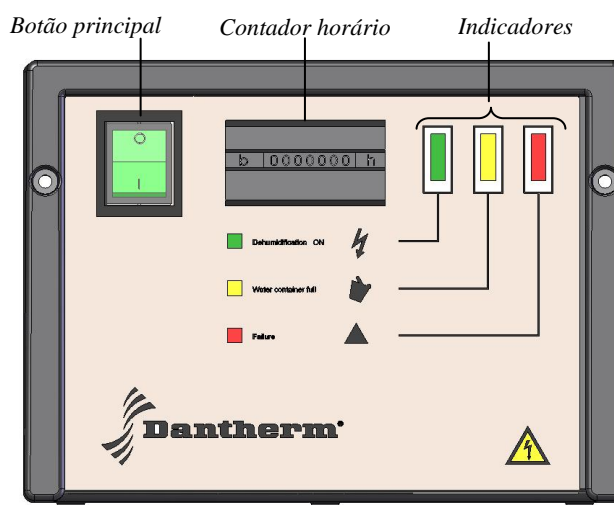 Botão principal
Contador horário
Indicadores
O
I
b 0000000 h
Dehumidification ON
Water container full
Failure
Dantherm®